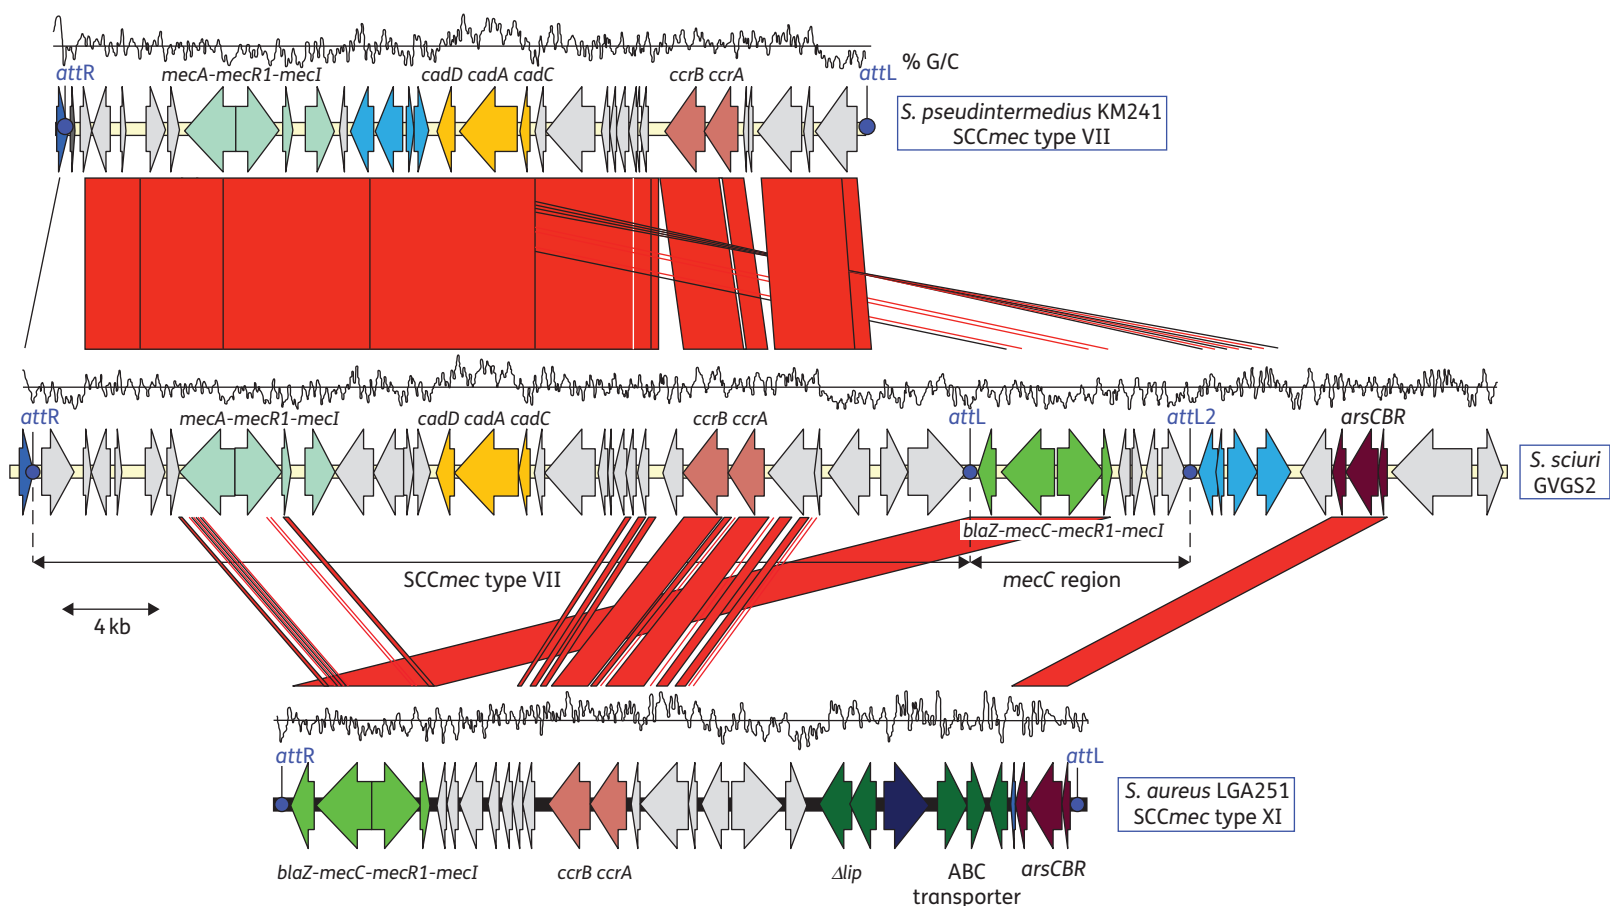 % G/C
attR
mecA-mecR1-mecI
cadD cadA cadC
ccrB ccrA
attL
S. pseudintermedius KM241
SCCmec type VII
attR
mecA-mecR1-mecI
cadD cadA cadC
ccrB ccrA
attL
attL2
arsCBR
S. sciuri
GVGS2
blaZ-mecC-mecR1-mecI
SCCmec type VII
mecC region
4 kb
attR
attL
S. aureus LGA251
SCCmec type XI
blaZ-mecC-mecR1-mecI
ccrB ccrA
Δlip
ABC
transporter
arsCBR